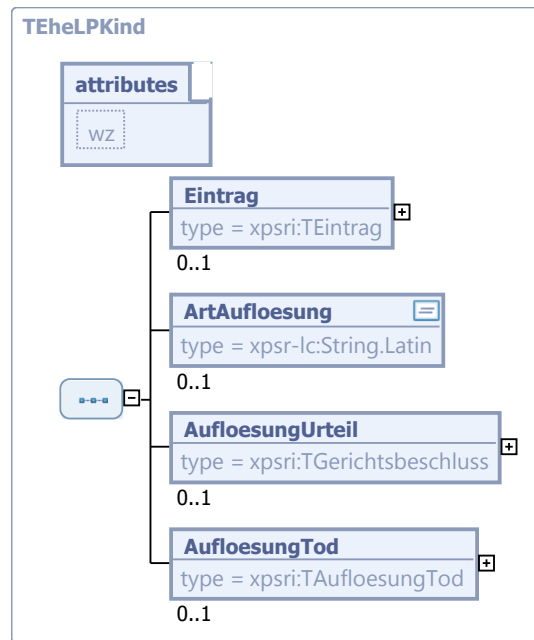 TEheLPKind
attributes
wz
Eintrag
type = xpsri:TEintrag
0..1
ArtAufloesung
type = xpsr-lc:String.Latin
0..1
AufloesungUrteil
type = xpsri:TGerichtsbeschluss
0..1
AufloesungTod
type = xpsri:TAufloesungTod
0..1